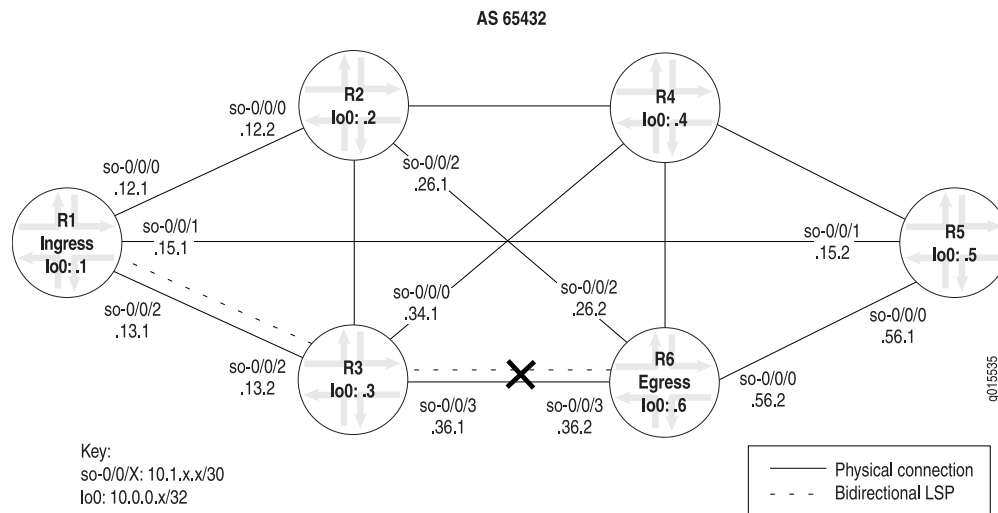 AS 65432
R2
lo0: .2
R4
lo0: .4
so-0/0/0
.12.2
so-0/0/2
.26.1
so-0/0/0
.12.1
R1
Ingress
lo0: .1
so-0/0/1
.15.1
so-0/0/1
.15.2
R5
lo0: .5
so-0/0/2
.13.1
so-0/0/0
.34.1
so-0/0/2
.26.2
so-0/0/0
.56.1
so-0/0/2
.13.2
R3
lo0: .3
R6
Egress
lo0: .6
so-0/0/0
.56.2
so-0/0/3
.36.1
so-0/0/3
.36.2
g015535
Key:
so-0/0/X: 10.1.x.x/30
lo0: 10.0.0.x/32
Physical connection
Bidirectional LSP